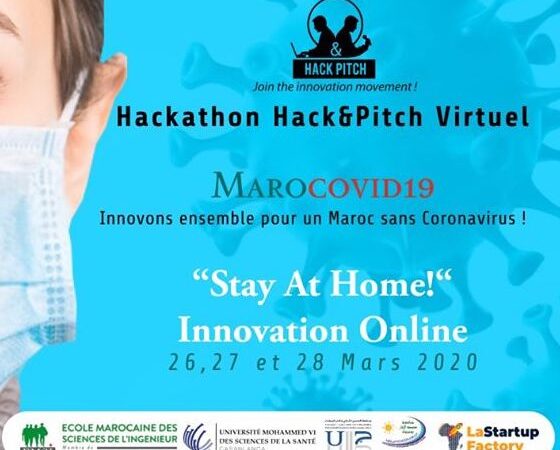 &
HACK PITCH
Join the innovation movement !
Hackathon Hack&Pitch Virtuel
MAROCOVID19
Innovons ensemble pour un Maroc sans Coronavirus !
“Stay At Home!“
Innovation Online
26,27 et 28 Mars 2020
ECOLE MAROCAINE DES
SCIENCES DE L'INGENIEUR
Membre de
UNIVERSITÉ MOHAMMED VI
DES SCIENCES DE LA SANTÉ
CASABLANCA
LaStartup
Factory